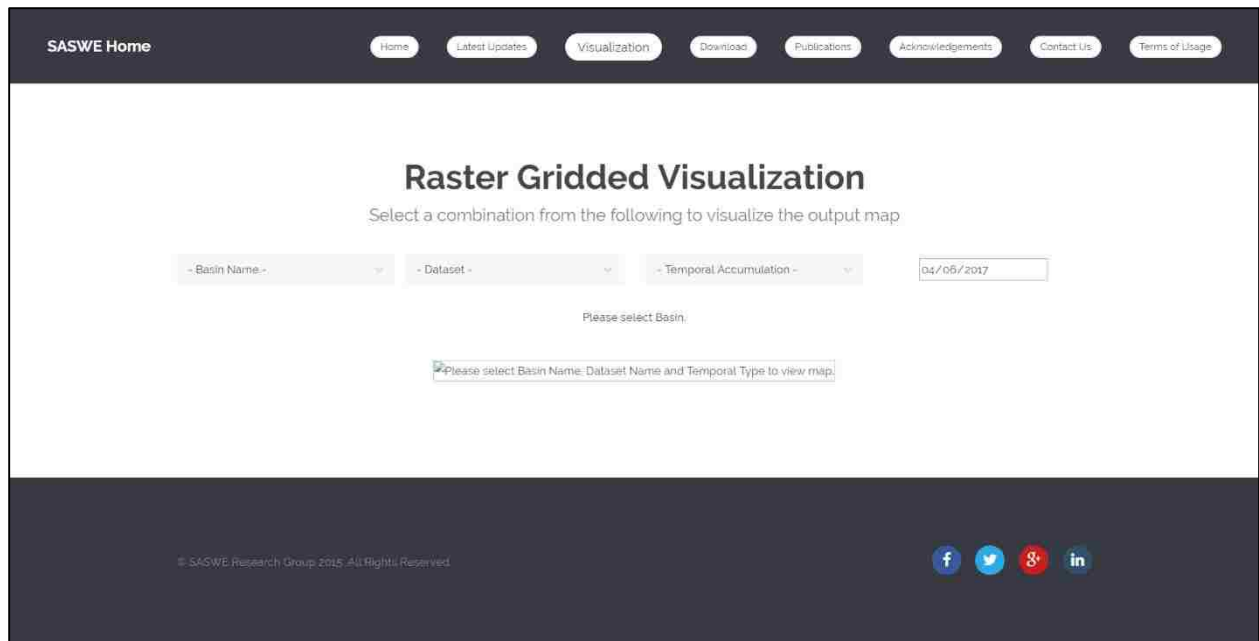 SASWE Home
Home
Latest Updates
Visualization
Download
Publications
Acknowledgements
Contact Us
Terms of Usage
Raster Gridded Visualization
Select a combination from the following to visualize the output map
- Basin Name -
- Dataset -
- Temporal Accumulation -
04/06/2017
Please select Basin.
Please select Basin Name, Dataset Name and Temporal Type to view map.
© SASWE Research Group 2015. All Rights Reserved.
f
g+
in